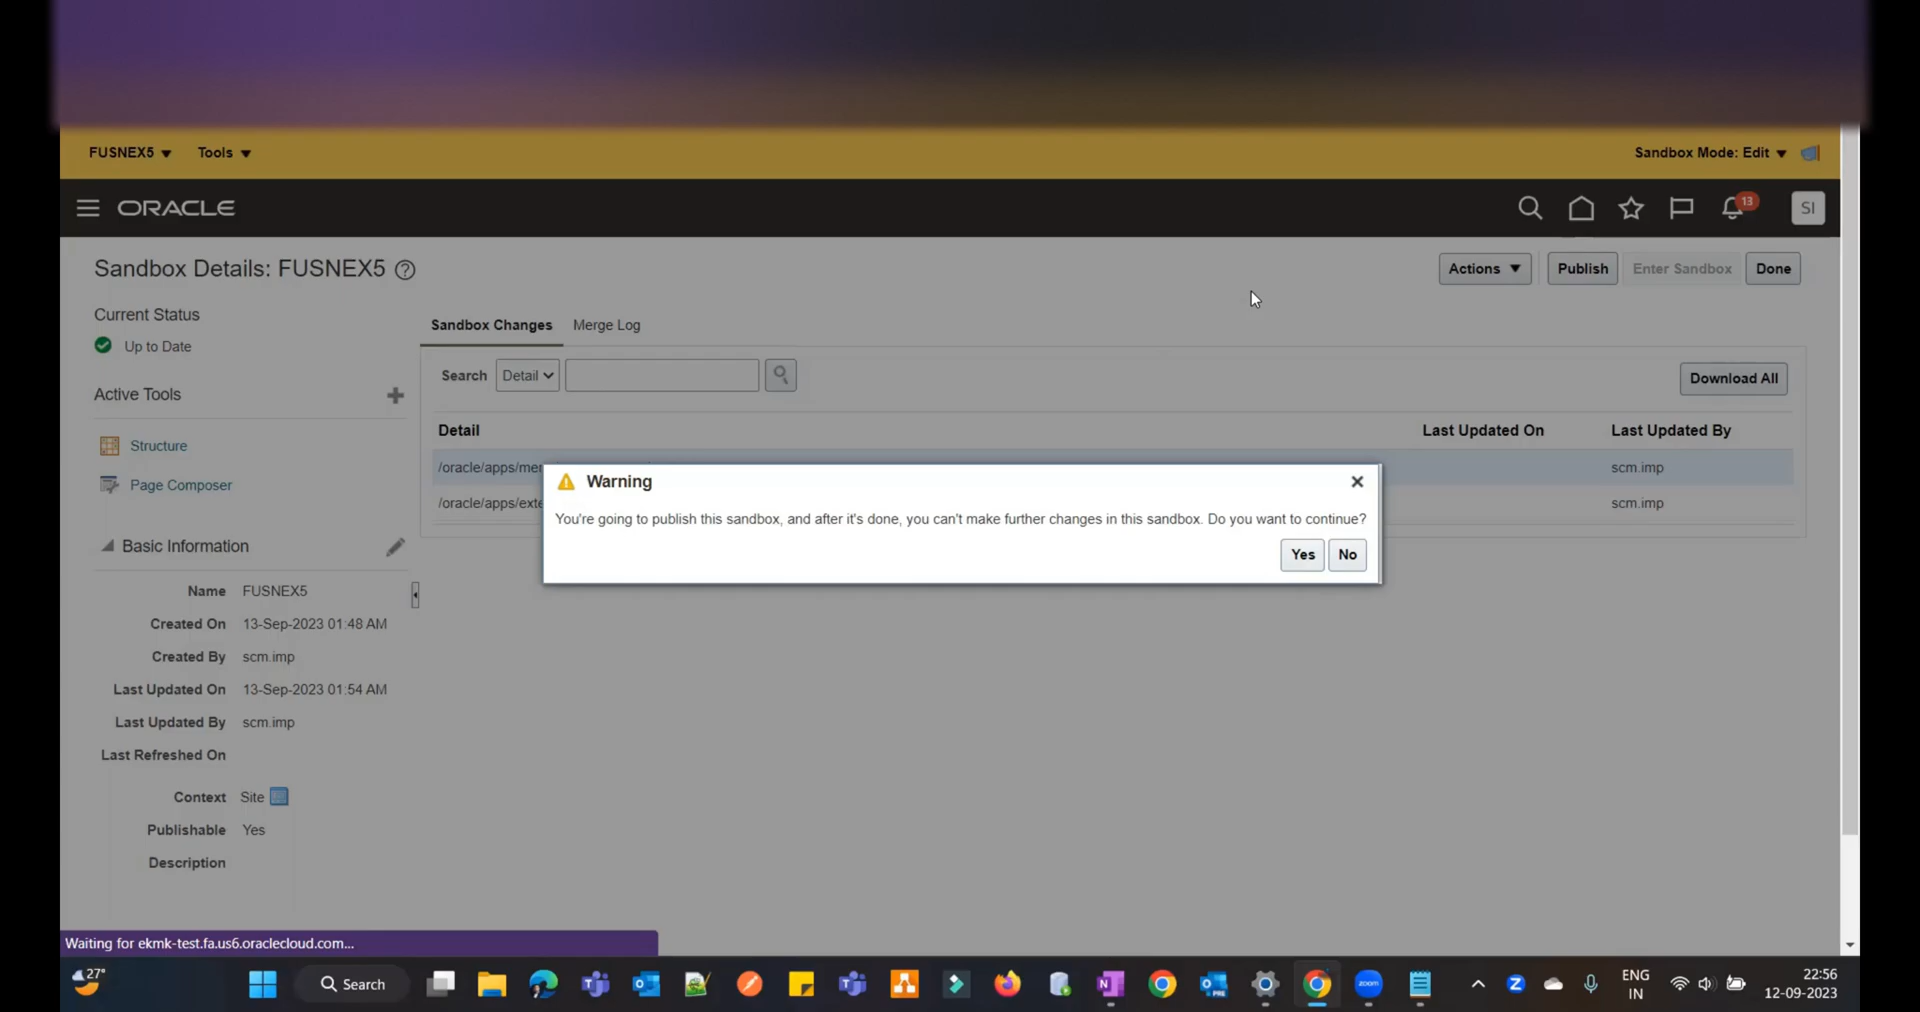 FUSNEX5
Tools
Sandbox Mode: Edit
ORACLE
13
SI
Sandbox Details: FUSNEX5
Actions
Publish
Enter Sandbox
Done
Current Status
Up to Date
Active Tools
Structure
Page Composer
Basic Information
Name FUSNEX5
Created On 13-Sep-2023 01:48 AM
Created By scm.imp
Last Updated On 13-Sep-2023 01:54 AM
Last Updated By scm.imp
Last Refreshed On
Context Site
Publishable Yes
Description
Sandbox Changes
Merge Log
Search Detail
Download All
Detail Last Updated On Last Updated By
/oracle/apps/mer scm.imp
/oracle/apps/exte scm.imp
Warning
You're going to publish this sandbox, and after it's done, you can't make further changes in this sandbox. Do you want to continue?
Yes No
Waiting for ekmk-test.fa.us6.oraclecloud.com...
27°
Search
zoom
ENG
IN
22:56
12-09-2023